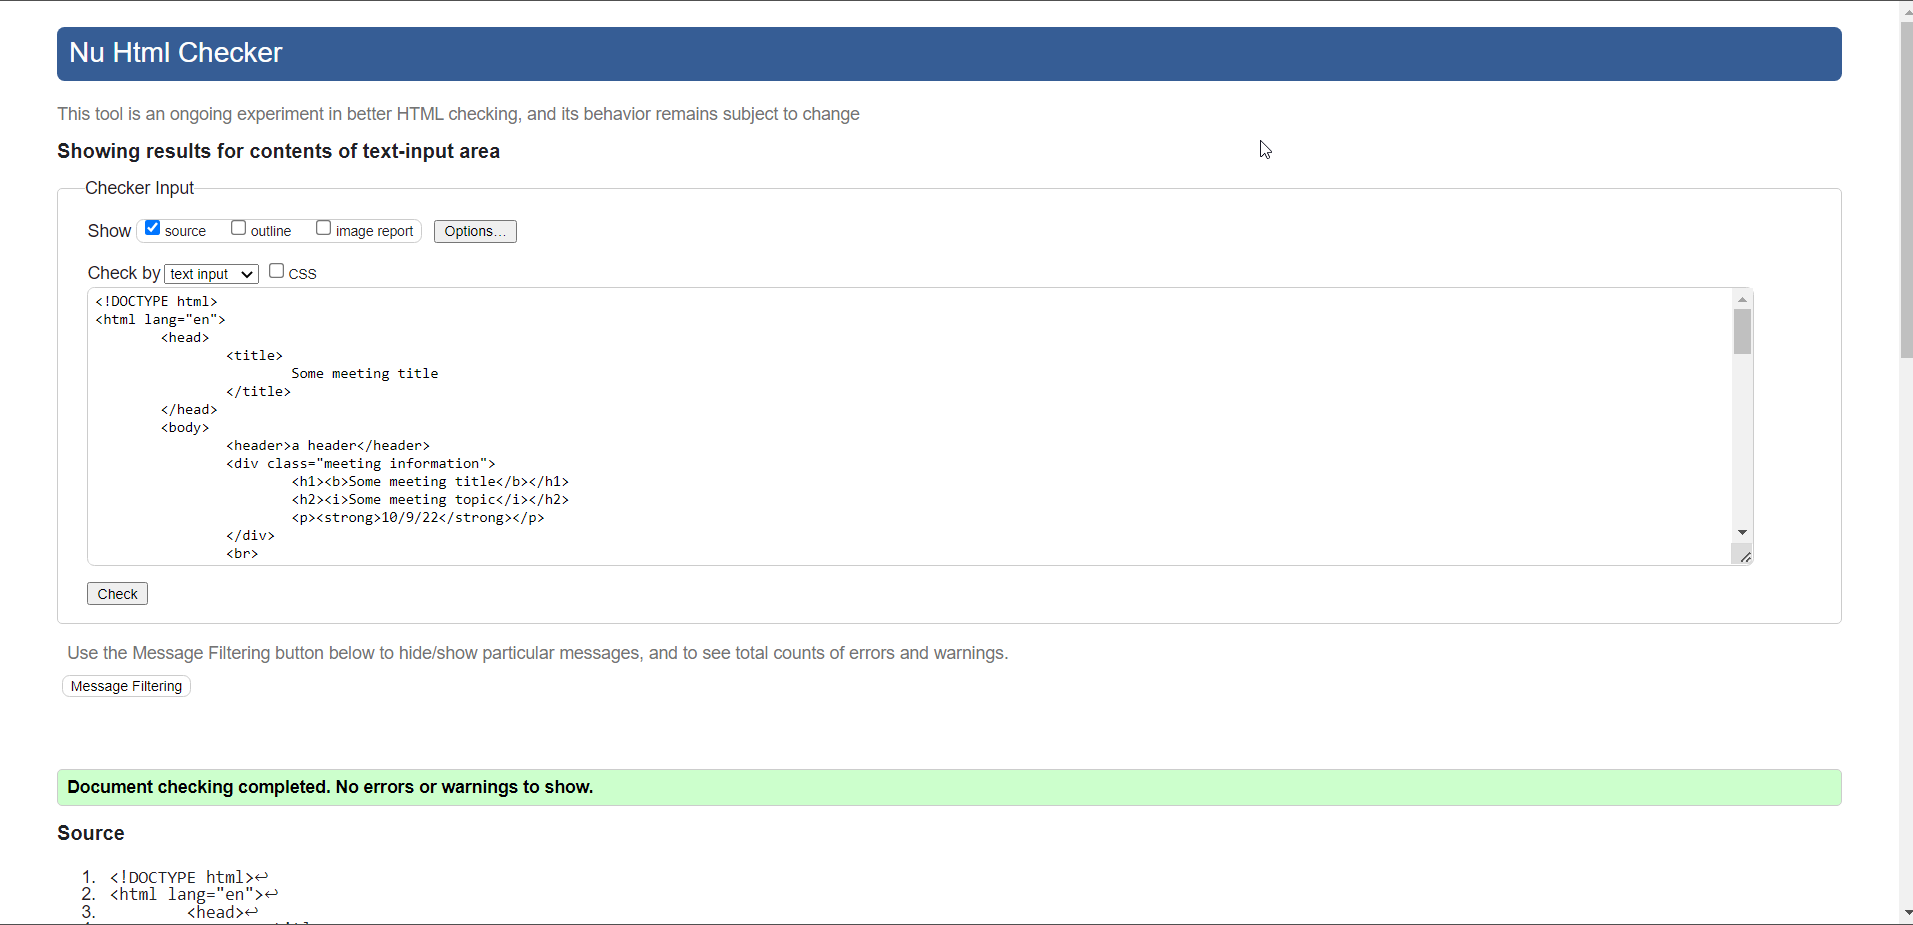 Nu Html Checker
This tool is an ongoing experiment in better HTML checking, and its behavior remains subject to change
Showing results for contents of text-input area
Checker Input
Show source outline image report Options...
Check by text input CSS
<!DOCTYPE html>
<html lang="en">
<head>
<title>
Some meeting title
</title>
</head>
<body>
<header>a header</header>
<div class="meeting information">
<h1><b>Some meeting title</b></h1>
<h2><i>Some meeting topic</i></h2>
<p><strong>10/9/22</strong></p>
</div>
<br>
Check
Use the Message Filtering button below to hide/show particular messages, and to see total counts of errors and warnings.
Message Filtering
Document checking completed. No errors or warnings to show.
Source
1. <!DOCTYPE html>↩
2. <html lang="en">↩
3. <head>↩